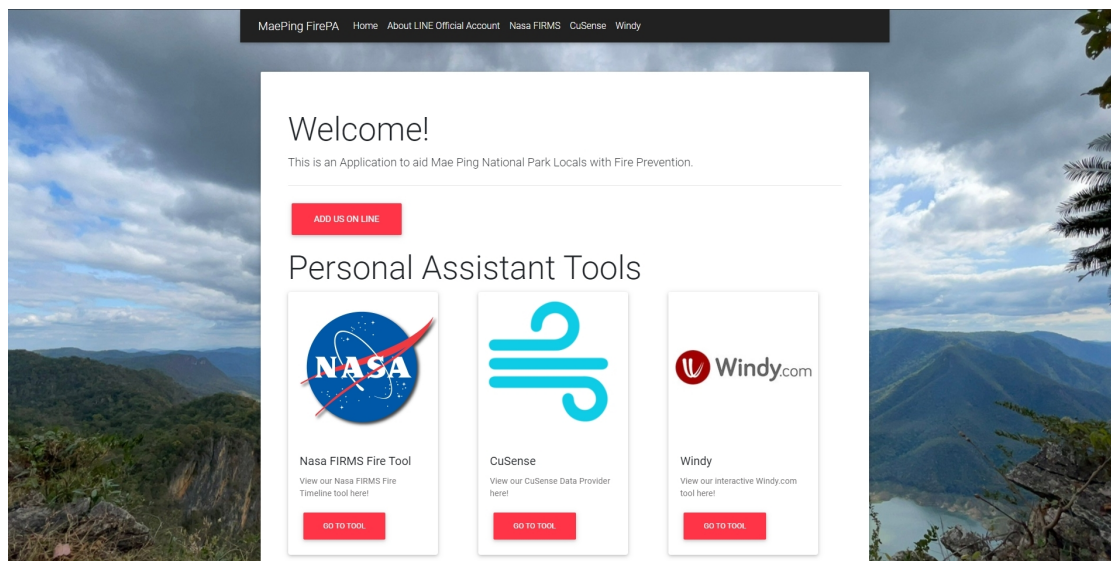 MaePing FirePA Home About LINE Official Account Nasa FIRMS CuSense Windy
Welcome!
This is an Application to aid Mae Ping National Park Locals with Fire Prevention.
ADD US ON LINE
Personal Assistant Tools
NASA
Windy.com
Nasa FIRMS Fire Tool
View our Nasa FIRMS Fire
Timeline tool here!
GO TO TOOL
CuSense
View our CuSense Data Provider
here!
GO TO TOOL
Windy
View our interactive Windy.com
tool here!
GO TO TOOL